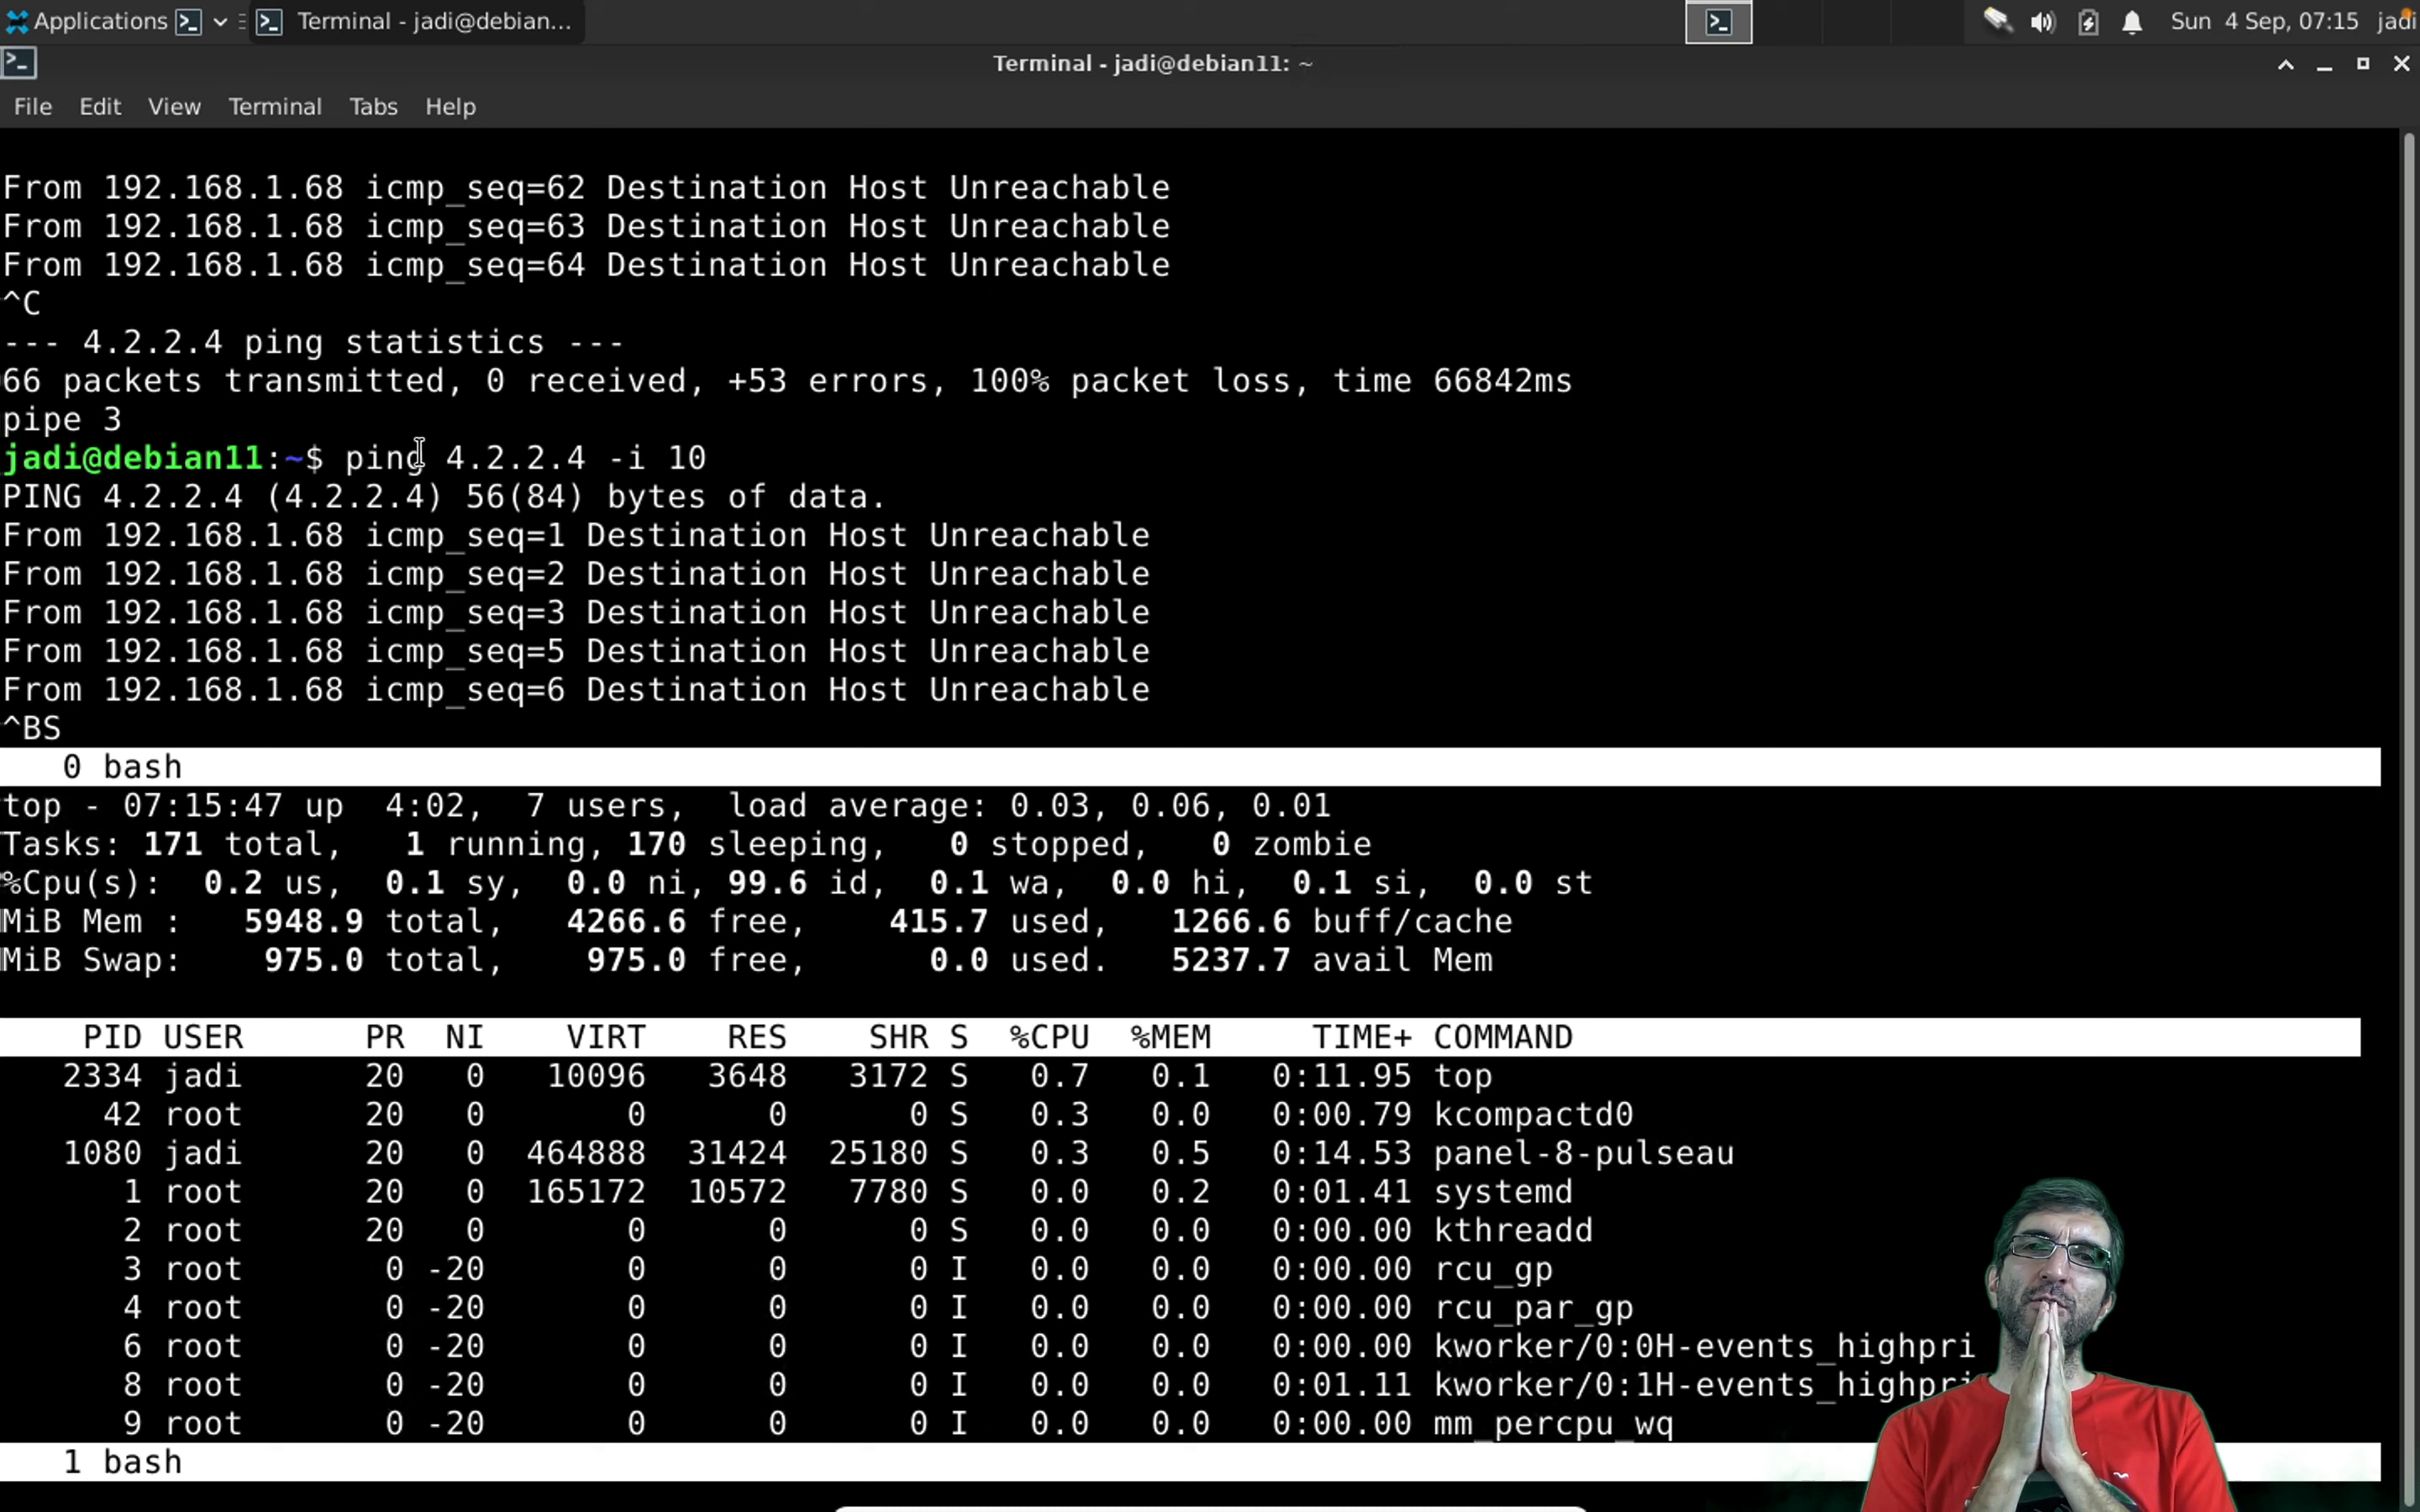 Applications
Terminal - jadi@debian...
Sun 4 Sep, 07:15 jadi
Terminal - jadi@debian11: ~
File Edit View Terminal Tabs Help
From 192.168.1.68 icmp_seq=62 Destination Host Unreachable
From 192.168.1.68 icmp_seq=63 Destination Host Unreachable
From 192.168.1.68 icmp_seq=64 Destination Host Unreachable
^C
--- 4.2.2.4 ping statistics ---
66 packets transmitted, 0 received, +53 errors, 100% packet loss, time 66842ms
pipe 3
jadi@debian11:~$ ping 4.2.2.4 -i 10
PING 4.2.2.4 (4.2.2.4) 56(84) bytes of data.
From 192.168.1.68 icmp_seq=1 Destination Host Unreachable
From 192.168.1.68 icmp_seq=2 Destination Host Unreachable
From 192.168.1.68 icmp_seq=3 Destination Host Unreachable
From 192.168.1.68 icmp_seq=5 Destination Host Unreachable
From 192.168.1.68 icmp_seq=6 Destination Host Unreachable
^BS
0 bash
top - 07:15:47 up 4:02, 7 users, load average: 0.03, 0.06, 0.01
Tasks: 171 total, 1 running, 170 sleeping, 0 stopped, 0 zombie
%Cpu(s): 0.2 us, 0.1 sy, 0.0 ni, 99.6 id, 0.1 wa, 0.0 hi, 0.1 si, 0.0 st
MiB Mem : 5948.9 total, 4266.6 free, 415.7 used, 1266.6 buff/cache
MiB Swap: 975.0 total, 975.0 free, 0.0 used. 5237.7 avail Mem
PID USER PR NI VIRT RES SHR S %CPU %MEM TIME+ COMMAND
2334 jadi 20 0 10096 3648 3172 S 0.7 0.1 0:11.95 top
42 root 20 0 0 0 0 S 0.3 0.0 0:00.79 kcompactd0
1080 jadi 20 0 464888 31424 25180 S 0.3 0.5 0:14.53 panel-8-pulseau
1 root 20 0 165172 10572 7780 S 0.0 0.2 0:01.41 systemd
2 root 20 0 0 0 0 S 0.0 0.0 0:00.00 kthreadd
3 root 0 -20 0 0 0 I 0.0 0.0 0:00.00 rcu_gp
4 root 0 -20 0 0 0 I 0.0 0.0 0:00.00 rcu_par_gp
6 root 0 -20 0 0 0 I 0.0 0.0 0:00.00 kworker/0:0H-events_highpri
8 root 0 -20 0 0 0 I 0.0 0.0 0:01.11 kworker/0:1H-events_highpri
9 root 0 -20 0 0 0 I 0.0 0.0 0:00.00 mm_percpu_wq
1 bash